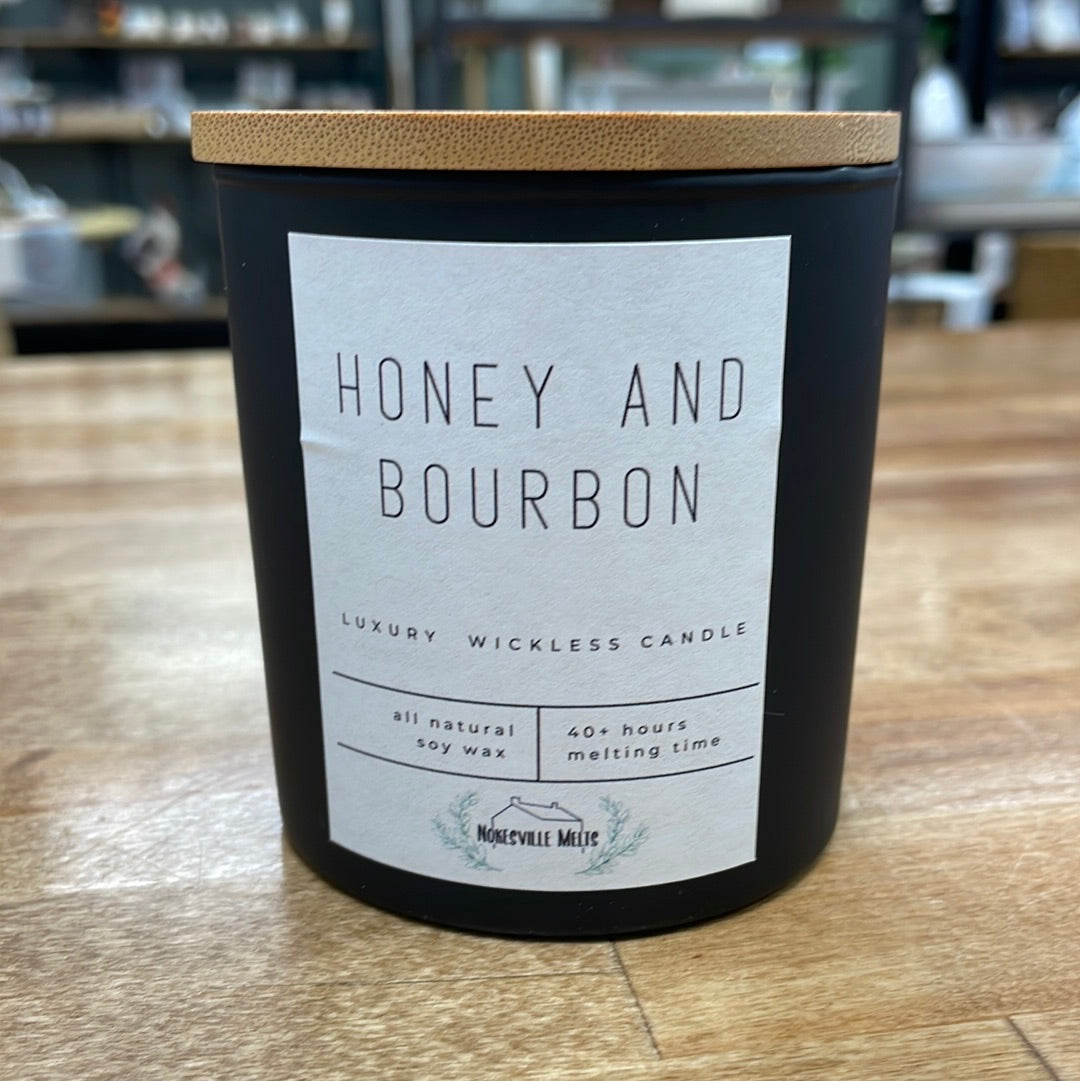 HONEY AND
BOURBON
LUXURY WICKLESS CANDLE
all natural
soy wax
40+ hours
melting time
NOKESVILLE MELTS